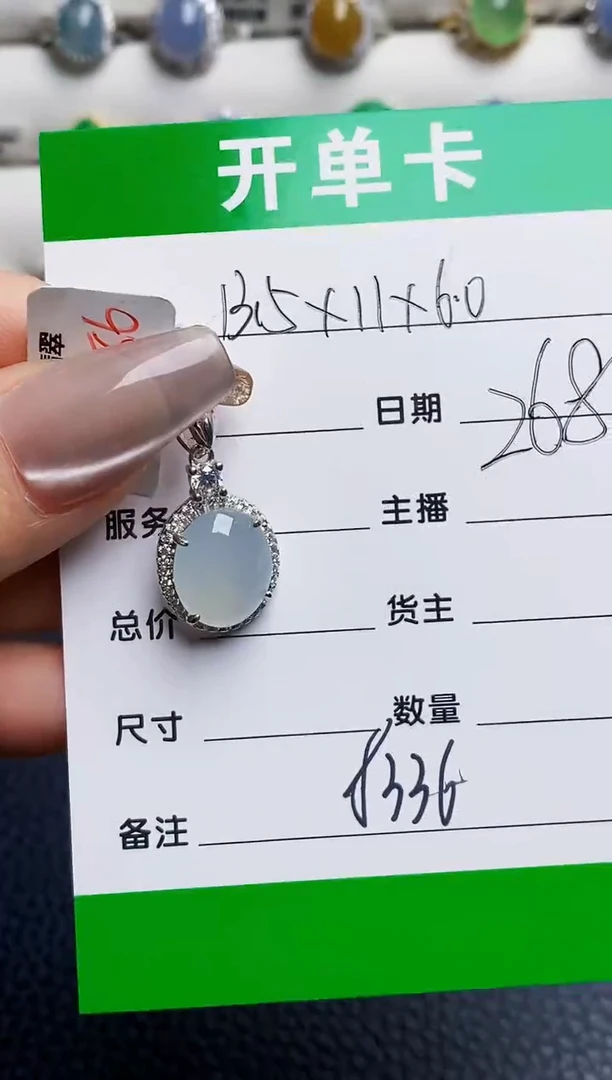 开单卡
13.5×11×6.0
日期 268
服务 主播
总价 货主
尺寸 数量
备注 f336